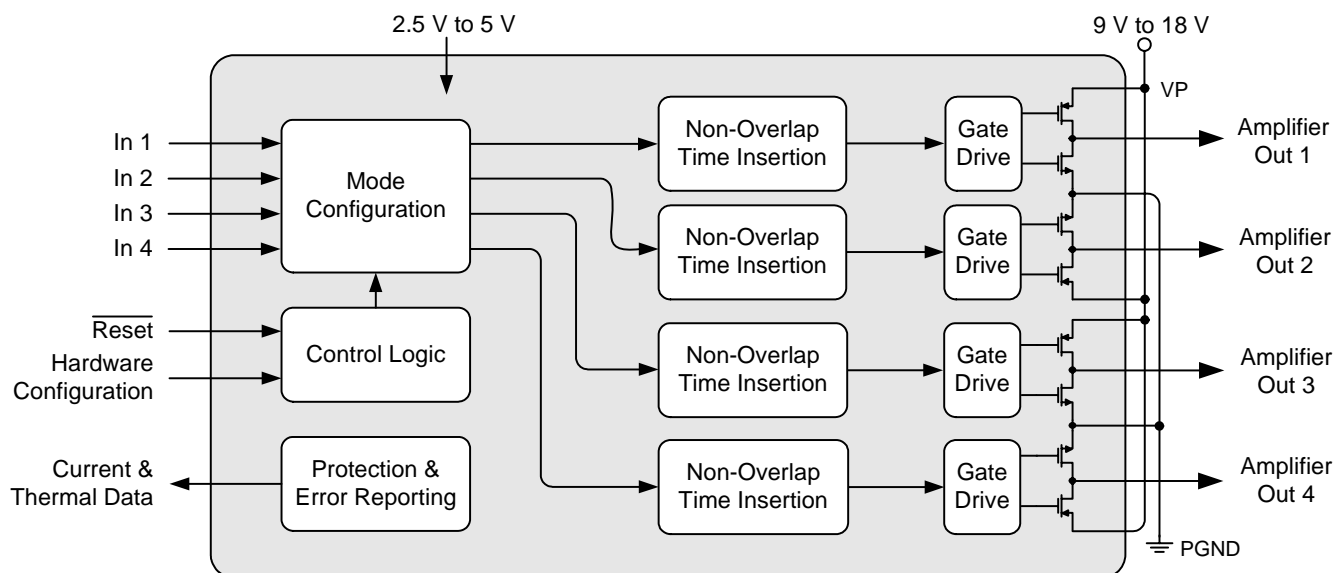 2.5 V to 5 V
9 V to 18 V
VP
In 1
In 2
In 3
In 4
Mode
Configuration
Non-Overlap
Time Insertion
Gate
Drive
Amplifier
Out 1
Non-Overlap
Time Insertion
Gate
Drive
Amplifier
Out 2
Reset
Hardware
Configuration
Control Logic
Non-Overlap
Time Insertion
Gate
Drive
Amplifier
Out 3
Current &
Thermal Data
Protection &
Error Reporting
Non-Overlap
Time Insertion
Gate
Drive
Amplifier
Out 4
PGND